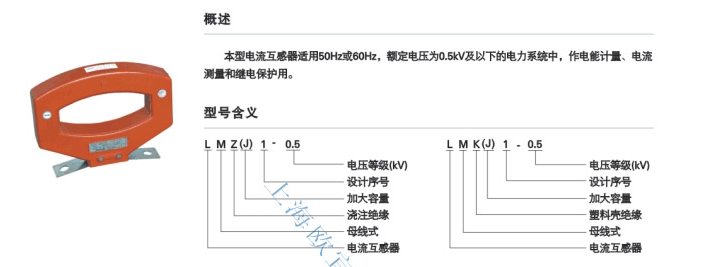 概述
本型电流互感器适用50Hz或60Hz，额定电压为0.5kV及以下的电力系统中，作电能计量、电流
测量和继电保护用。
型号含义
L M Z (J) 1 - 0.5
电压等级(kV)
设计序号
加大容量
浇注绝缘
母线式
电流互感器
L M K (J) 1 - 0.5
电压等级(kV)
设计序号
加大容量
塑料壳绝缘
母线式
电流互感器
上海欧